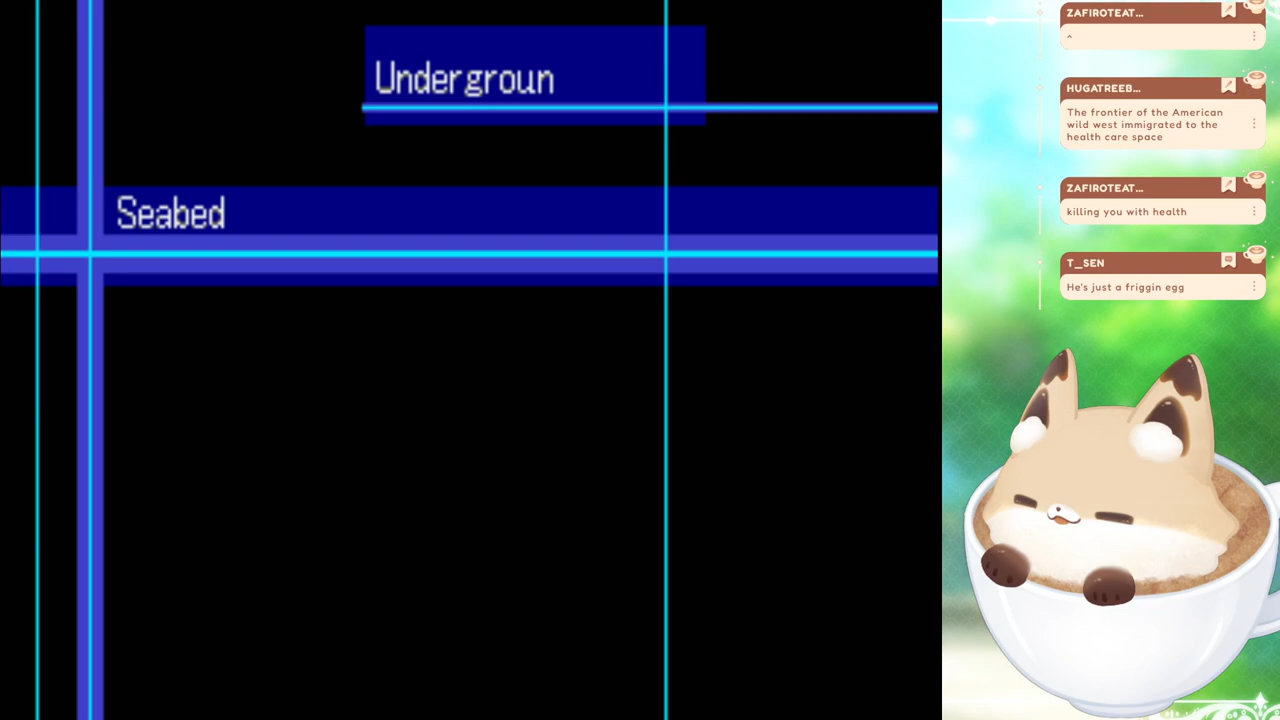 Undergroun
Seabed
ZAFIROTEAT...
^
HUGATREEB...
The frontier of the American
wild west immigrated to the
health care space
ZAFIROTEAT...
killing you with health
T_SEN
He's just a friggin egg